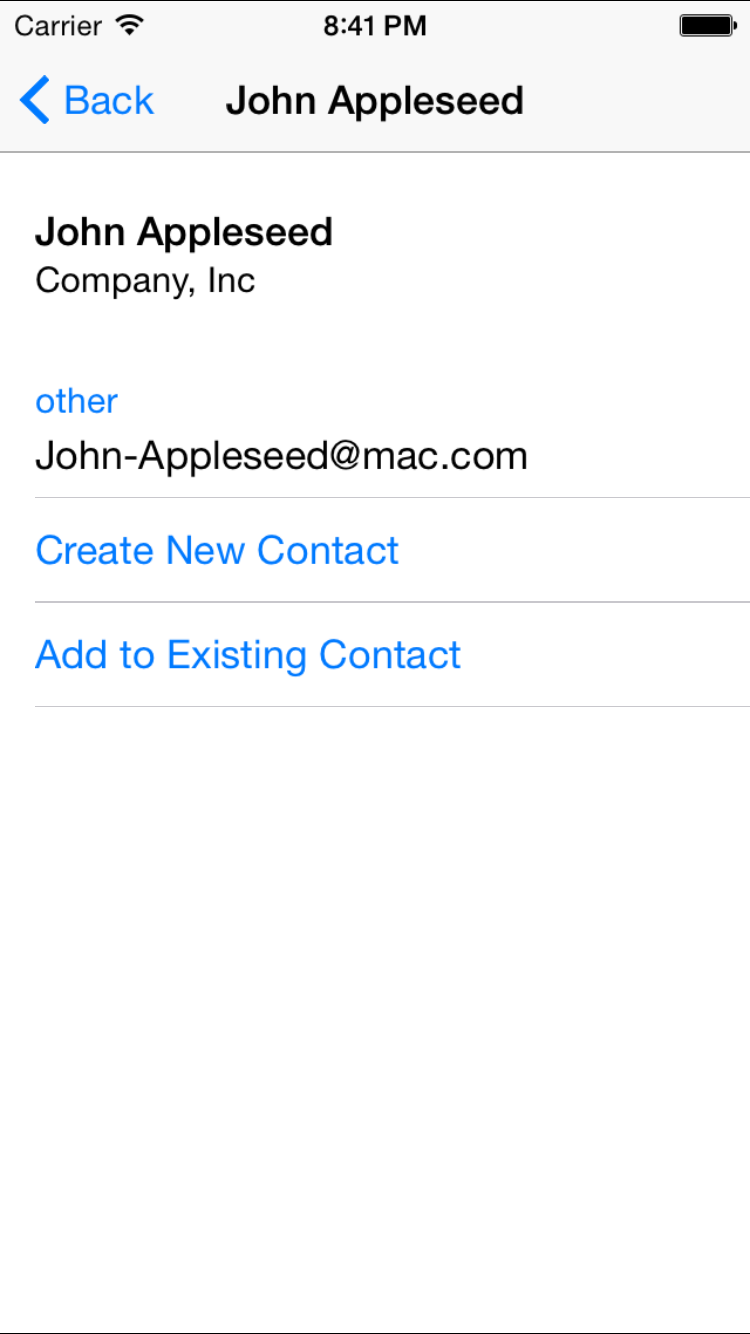 Carrier 8:41 PM
Back John Appleseed
John Appleseed
Company, Inc
other
John-Appleseed@mac.com
Create New Contact
Add to Existing Contact